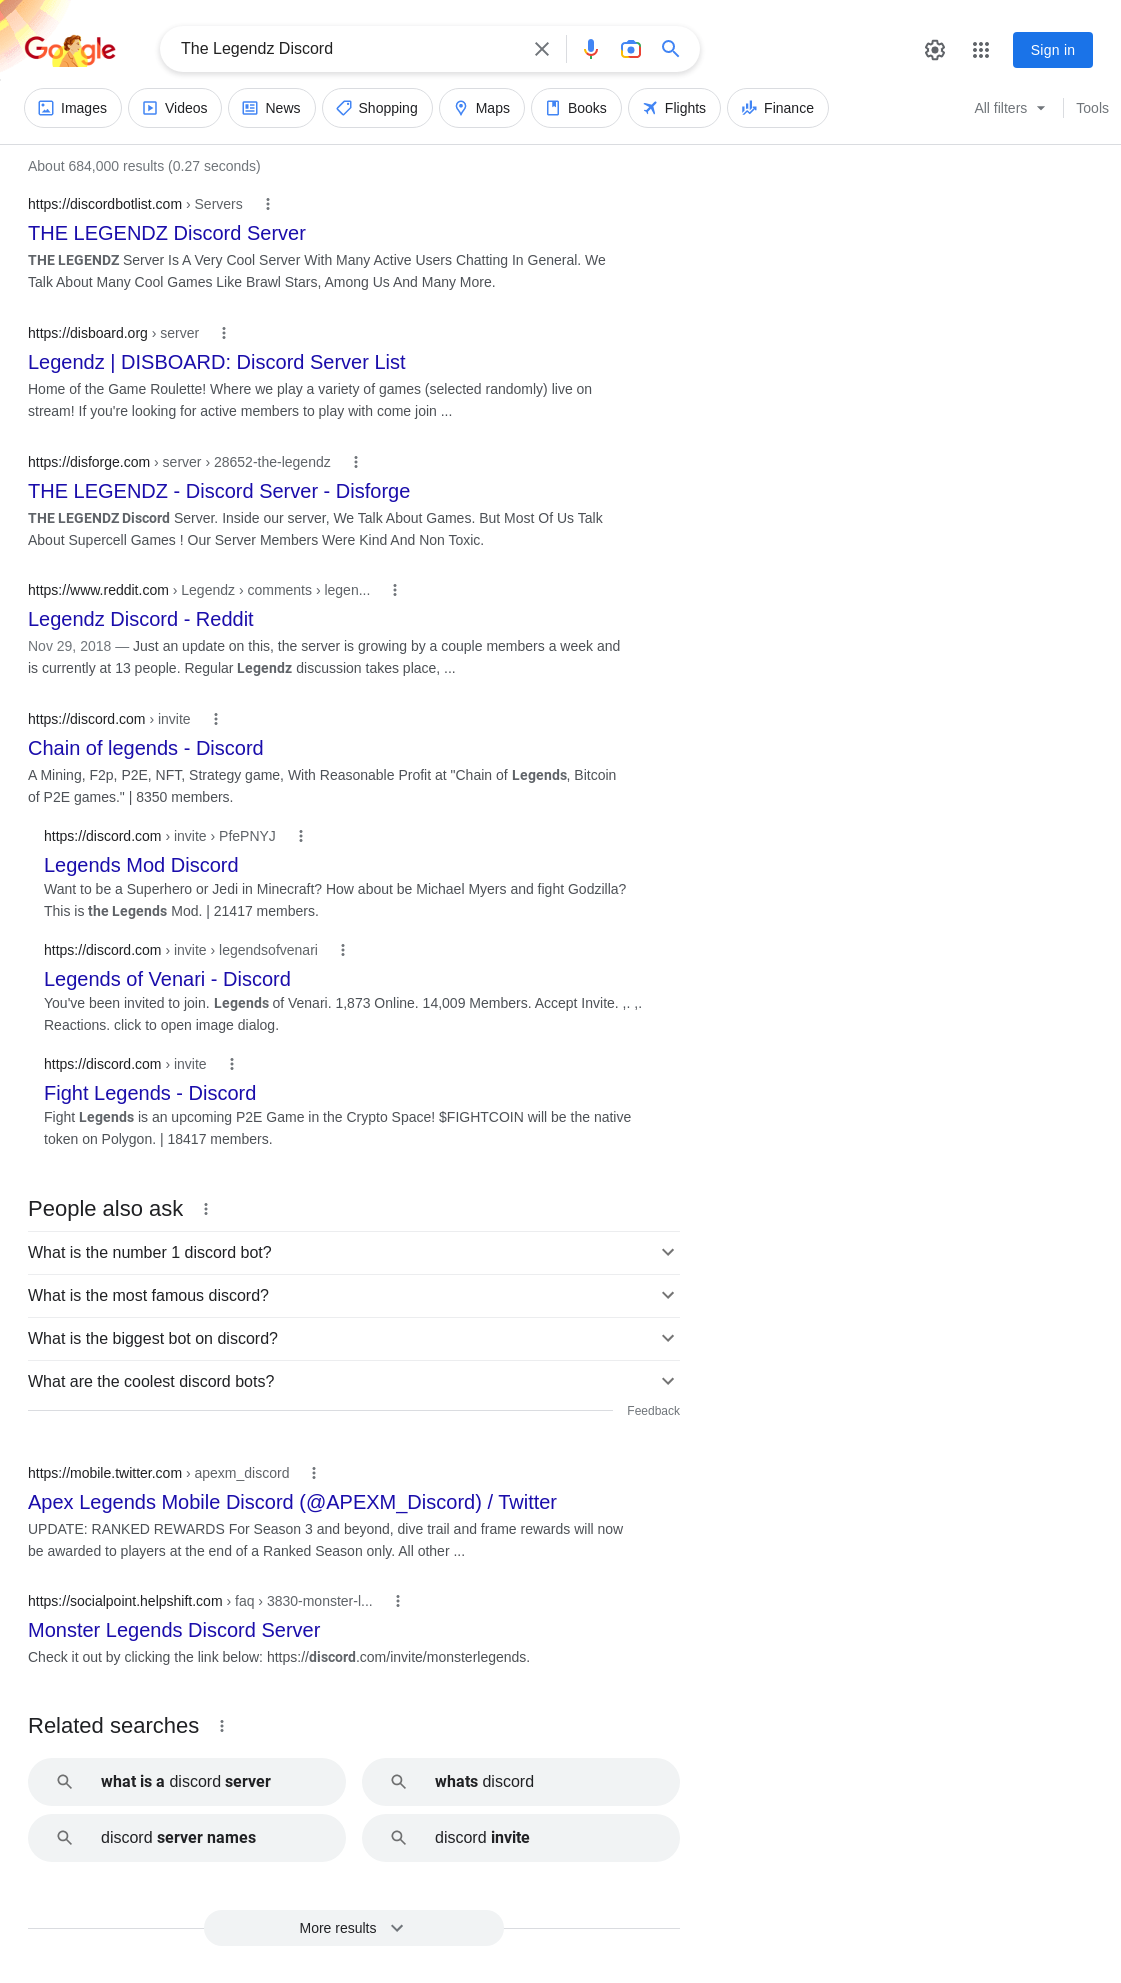 Google
The Legendz Discord
Sign in
Images Videos News Shopping Maps Books Flights Finance All filters Tools
About 684,000 results (0.27 seconds)
https://discordbotlist.com › Servers
THE LEGENDZ Discord Server
THE LEGENDZ Server Is A Very Cool Server With Many Active Users Chatting In General. We
Talk About Many Cool Games Like Brawl Stars, Among Us And Many More.
https://disboard.org › server
Legendz | DISBOARD: Discord Server List
Home of the Game Roulette! Where we play a variety of games (selected randomly) live on
stream! If you're looking for active members to play with come join ...
https://disforge.com › server › 28652-the-legendz
THE LEGENDZ - Discord Server - Disforge
THE LEGENDZ Discord Server. Inside our server, We Talk About Games. But Most Of Us Talk
About Supercell Games ! Our Server Members Were Kind And Non Toxic.
https://www.reddit.com › Legendz › comments › legen...
Legendz Discord - Reddit
Nov 29, 2018 — Just an update on this, the server is growing by a couple members a week and
is currently at 13 people. Regular Legendz discussion takes place, ...
https://discord.com › invite
Chain of legends - Discord
A Mining, F2p, P2E, NFT, Strategy game, With Reasonable Profit at "Chain of Legends, Bitcoin
of P2E games." | 8350 members.
https://discord.com › invite › PfePNYJ
Legends Mod Discord
Want to be a Superhero or Jedi in Minecraft? How about be Michael Myers and fight Godzilla?
This is the Legends Mod. | 21417 members.
https://discord.com › invite › legendsofvenari
Legends of Venari - Discord
You've been invited to join. Legends of Venari. 1,873 Online. 14,009 Members. Accept Invite. ,. ,.
Reactions. click to open image dialog.
https://discord.com › invite
Fight Legends - Discord
Fight Legends is an upcoming P2E Game in the Crypto Space! $FIGHTCOIN will be the native
token on Polygon. | 18417 members.
People also ask
What is the number 1 discord bot?
What is the most famous discord?
What is the biggest bot on discord?
What are the coolest discord bots?
Feedback
https://mobile.twitter.com › apexm_discord
Apex Legends Mobile Discord (@APEXM_Discord) / Twitter
UPDATE: RANKED REWARDS For Season 3 and beyond, dive trail and frame rewards will now
be awarded to players at the end of a Ranked Season only. All other ...
https://socialpoint.helpshift.com › faq › 3830-monster-l...
Monster Legends Discord Server
Check it out by clicking the link below: https://discord.com/invite/monsterlegends.
Related searches
what is a discord server
whats discord
discord server names
discord invite
More results